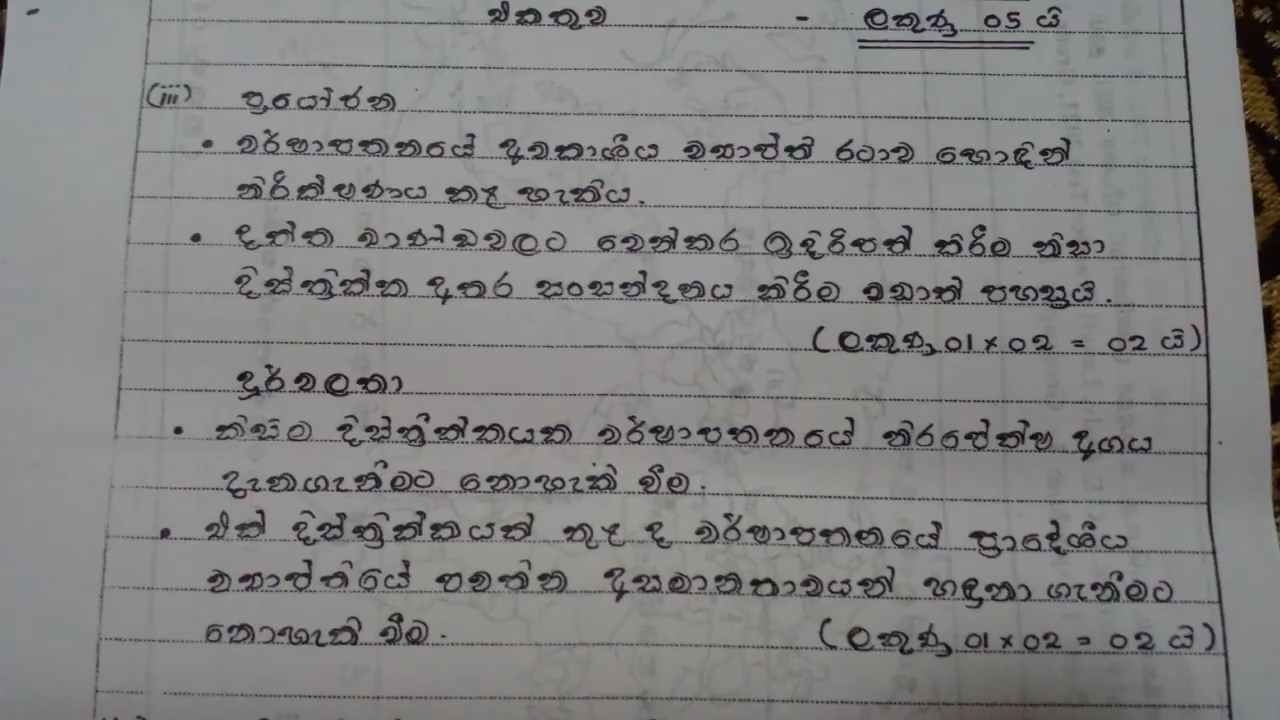 එකතුව - ලකුණු 05 යි
(iii) ප්‍රයෝජන
• වර්ෂාපතනයේ අවකාශීය ව්‍යාප්ති රටාව හොඳින්
නිරීක්ෂණය කළ හැකිය.
• දත්ත කාණ්ඩවලට වෙන්කර ඉදිරිපත් කිරීම නිසා
දිස්ත්‍රික්ක අතර සංසන්දනය කිරීම වඩාත් පහසුයි.
(ලකුණු 01 x 02 = 02 යි)
දුර්වලතා
• කිසිම දිස්ත්‍රික්කයක වර්ෂාපතනයේ නිරපේක්ෂ අගය
දැනගැනීමට නොහැකි වීම.
• එක් දිස්ත්‍රික්කයක් තුළ ද වර්ෂාපතනයේ ප්‍රාදේශීය
ව්‍යාප්තියේ පවත්න අසමානතාවයන් හඳුනා ගැනීමට
නොහැකි වීම. (ලකුණු 01 x 02 = 02 යි)